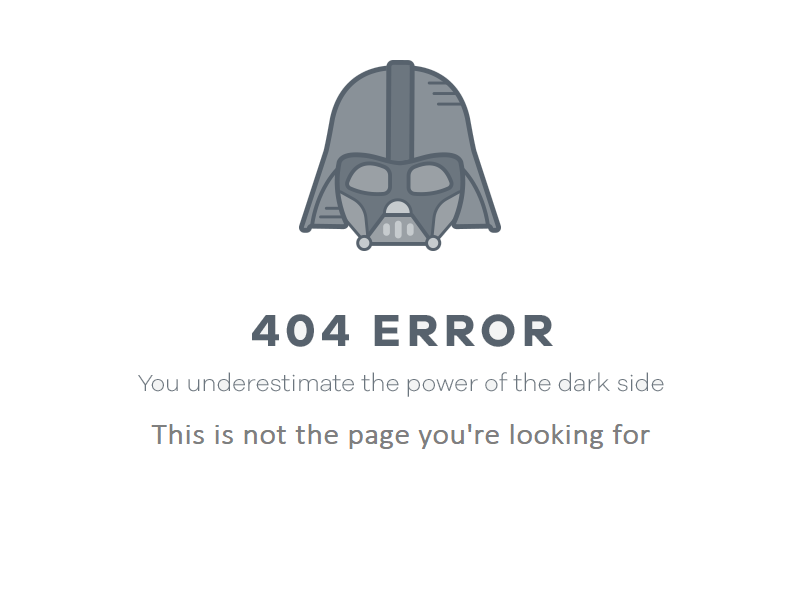 404 ERROR
You underestimate the power of the dark side
This is not the page you're looking for